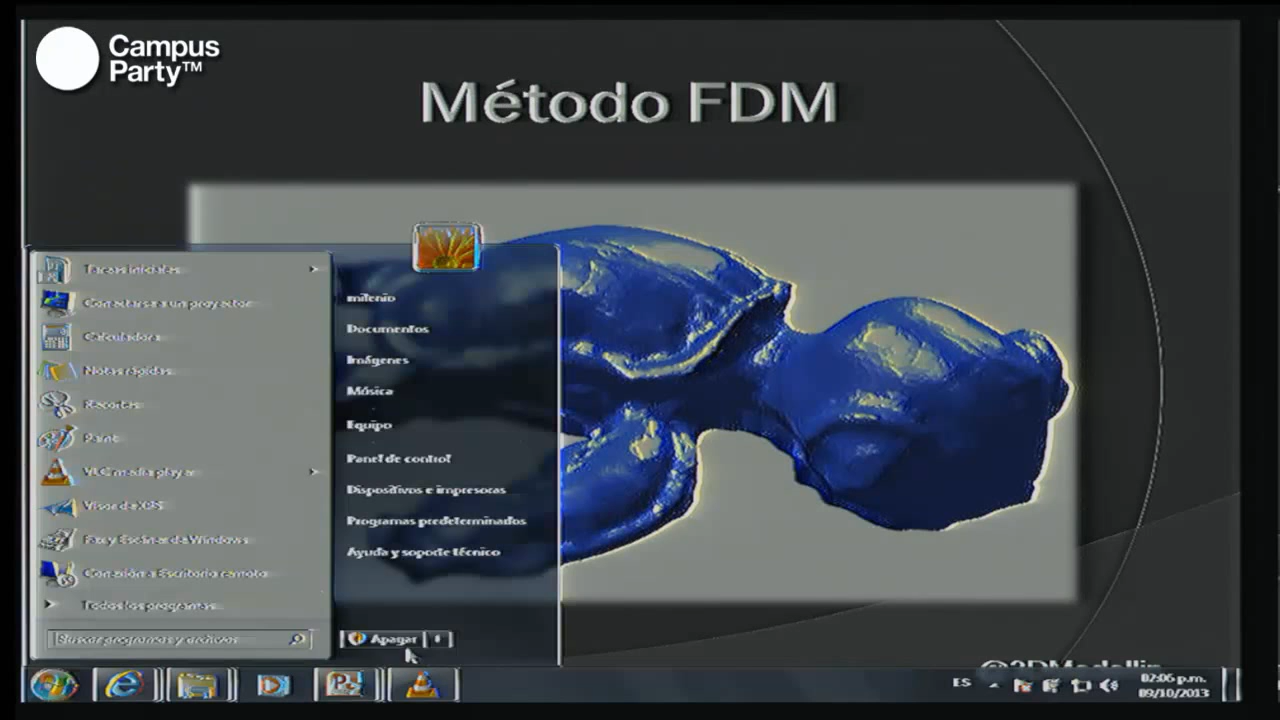 Campus
Party™
Método FDM
Tareas iniciales
Conectarse a un proyector
Calculadora
Notas rápidas
Recortes
Paint
VLC media player
Visor de XPS
Fax y Escáner de Windows
Conexión a Escritorio remoto
Todos los programas
Buscar programas y archivos
milenio
Documentos
Imágenes
Música
Equipo
Panel de control
Dispositivos e impresoras
Programas predeterminados
Ayuda y soporte técnico
Apagar
@3DMedellin
ES
02:06 p.m.
09/10/2013